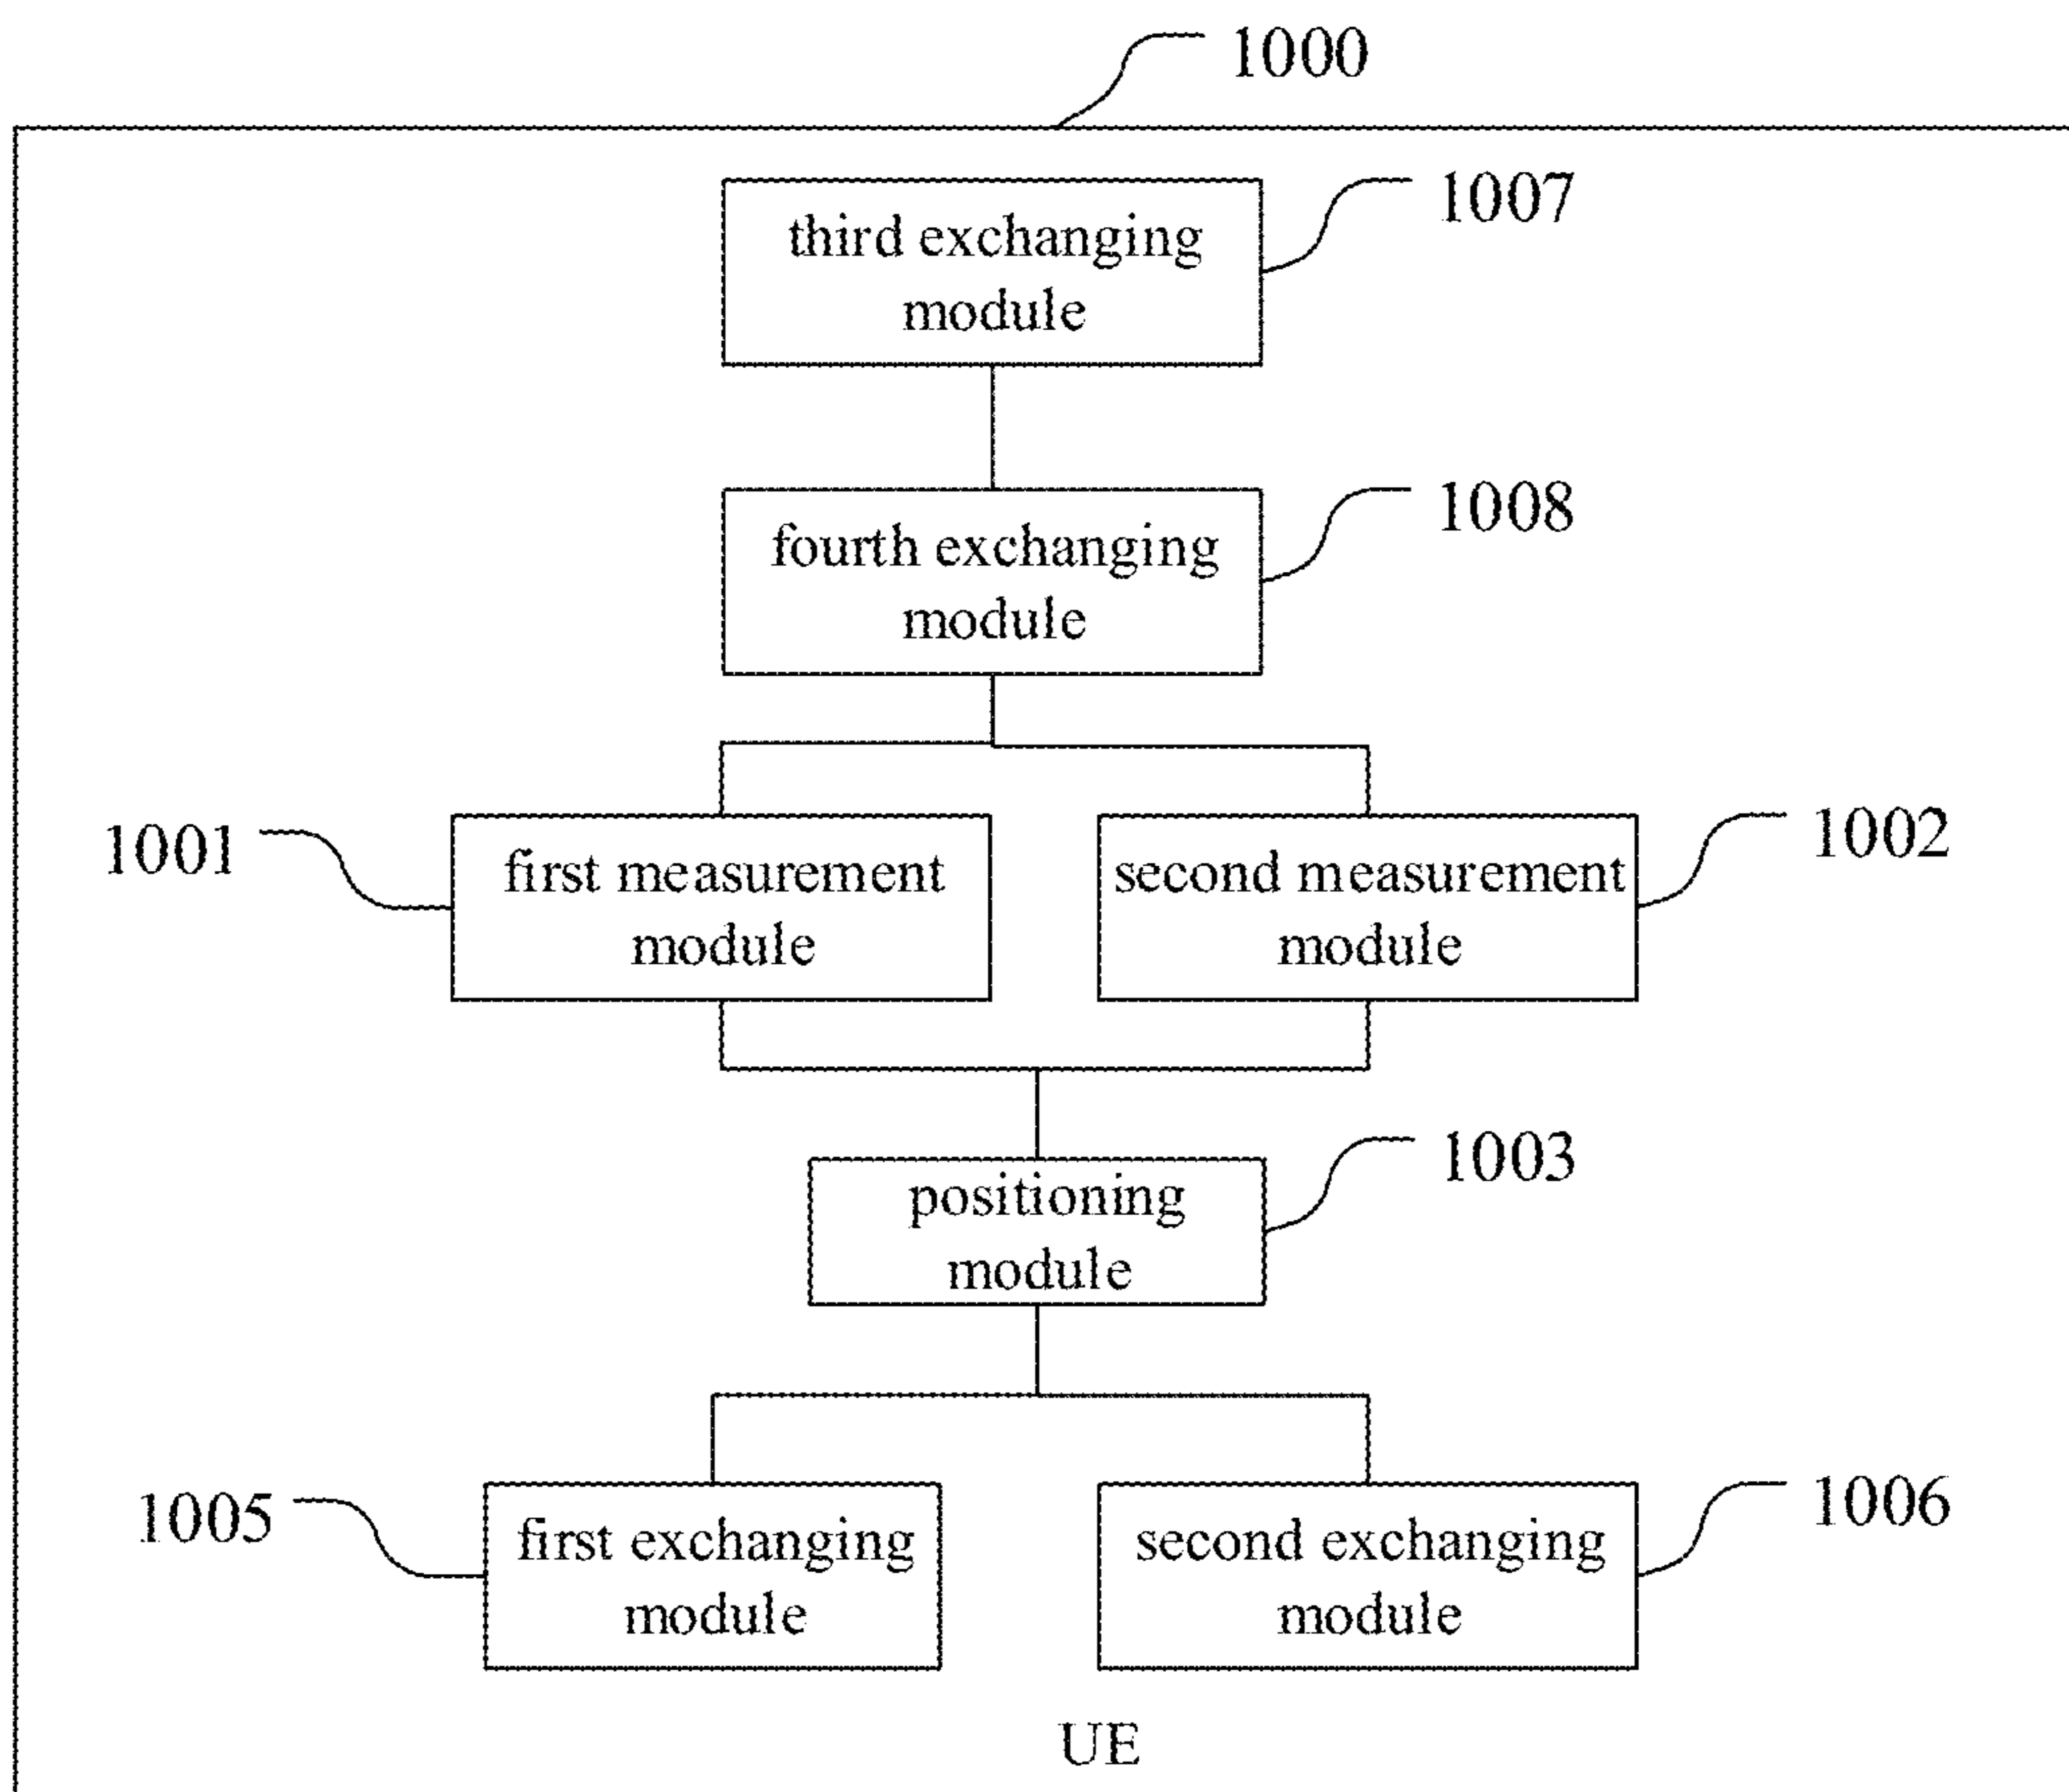 1000
third exchanging
module
1007
fourth exchanging
module
1008
1001
first measurement
module
second measurement
module
1002
positioning
module
1003
1005
first exchanging
module
second exchanging
module
1006
UE